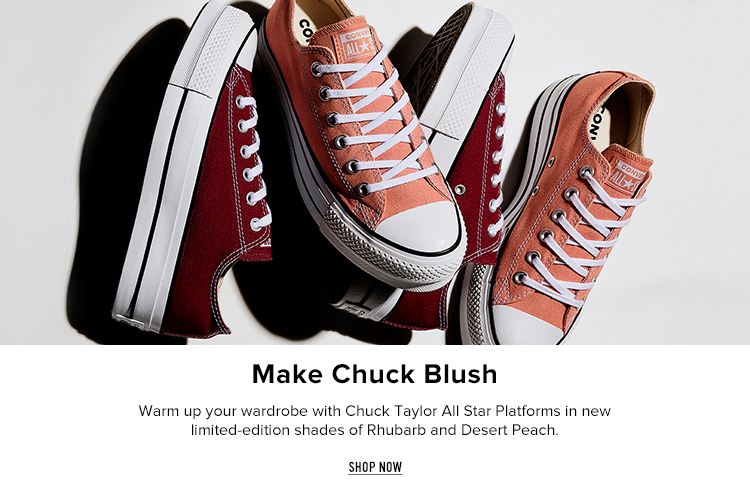 CONVERSE
ALL★STAR
CONVERSE
ALL★STAR
Make Chuck Blush
Warm up your wardrobe with Chuck Taylor All Star Platforms in new
limited-edition shades of Rhubarb and Desert Peach.
SHOP NOW